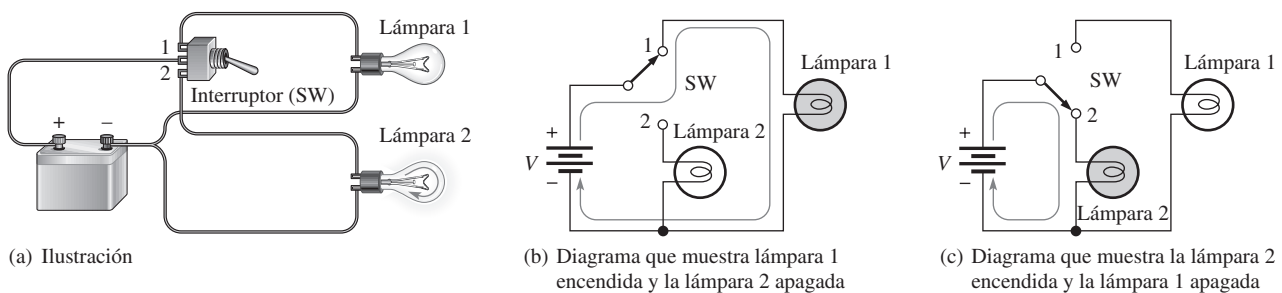 Lámpara 1
1
2
Interruptor (SW)
+ −
Lámpara 2
(a) Ilustración
1
SW
Lámpara 1
2
Lámpara 2
+
V
−
(b) Diagrama que muestra lámpara 1
encendida y la lámpara 2 apagada
1
SW
Lámpara 1
2
+
V
−
Lámpara 2
(c) Diagrama que muestra la lámpara 2
encendida y la lámpara 1 apagada